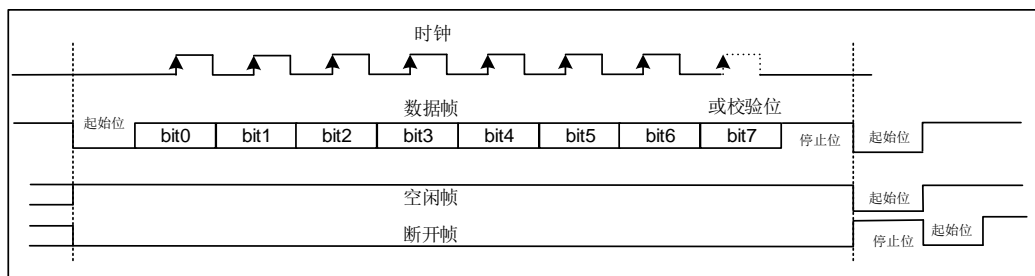 时钟
数据帧
或校验位
起始位 bit0 bit1 bit2 bit3 bit4 bit5 bit6 bit7 停止位 起始位
空闲帧 起始位
断开帧 停止位 起始位